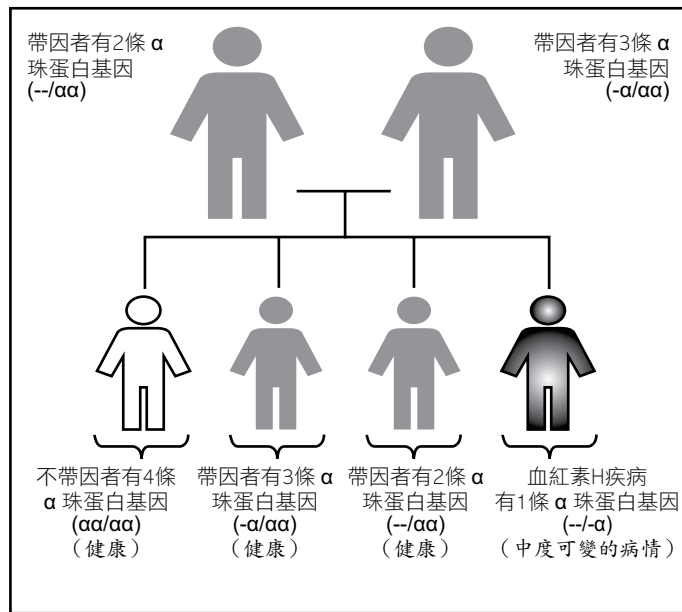 帶因者有2條 α
珠蛋白基因
(--/αα)
帶因者有3條 α
珠蛋白基因
(-α/αα)
不帶因者有4條
α 珠蛋白基因
(αα/αα)
（健康）
帶因者有3條 α
珠蛋白基因
(-α/αα)
（健康）
帶因者有2條 α
珠蛋白基因
(--/αα)
（健康）
血紅素H疾病
有1條 α 珠蛋白基因
(--/-α)
（中度可變的病情）